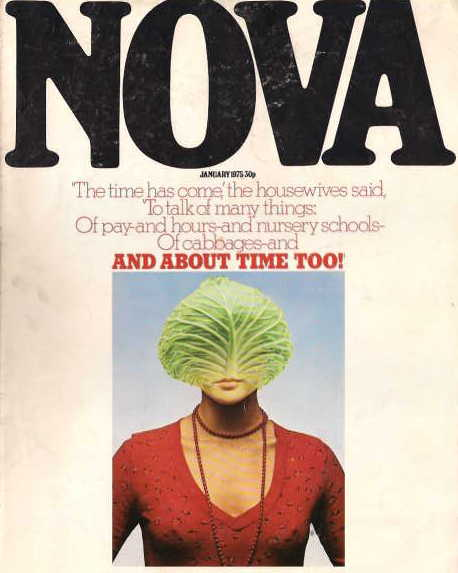 NOVA
JANUARY 1975 30p
'The time has come,' the housewives said,
'To talk of many things:
Of pay-and hours-and nursery schools-
Of cabbages-and
AND ABOUT TIME TOO!'